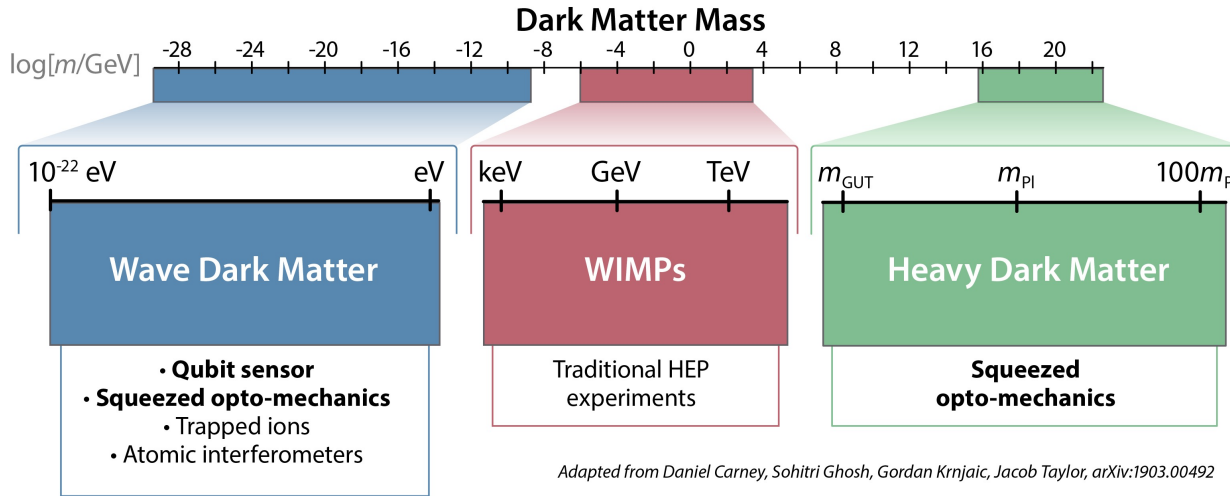 Dark Matter Mass
log[m/GeV]
-28 -24 -20 -16 -12 -8 -4 0 4 8 12 16 20
10⁻²² eV eV
keV GeV TeV
m_GUT m_Pl 100m_P
Wave Dark Matter
WIMPs
Heavy Dark Matter
• Qubit sensor
• Squeezed opto-mechanics
• Trapped ions
• Atomic interferometers
Traditional HEP
experiments
Squeezed
opto-mechanics
Adapted from Daniel Carney, Sohitri Ghosh, Gordan Krnjaic, Jacob Taylor, arXiv:1903.00492